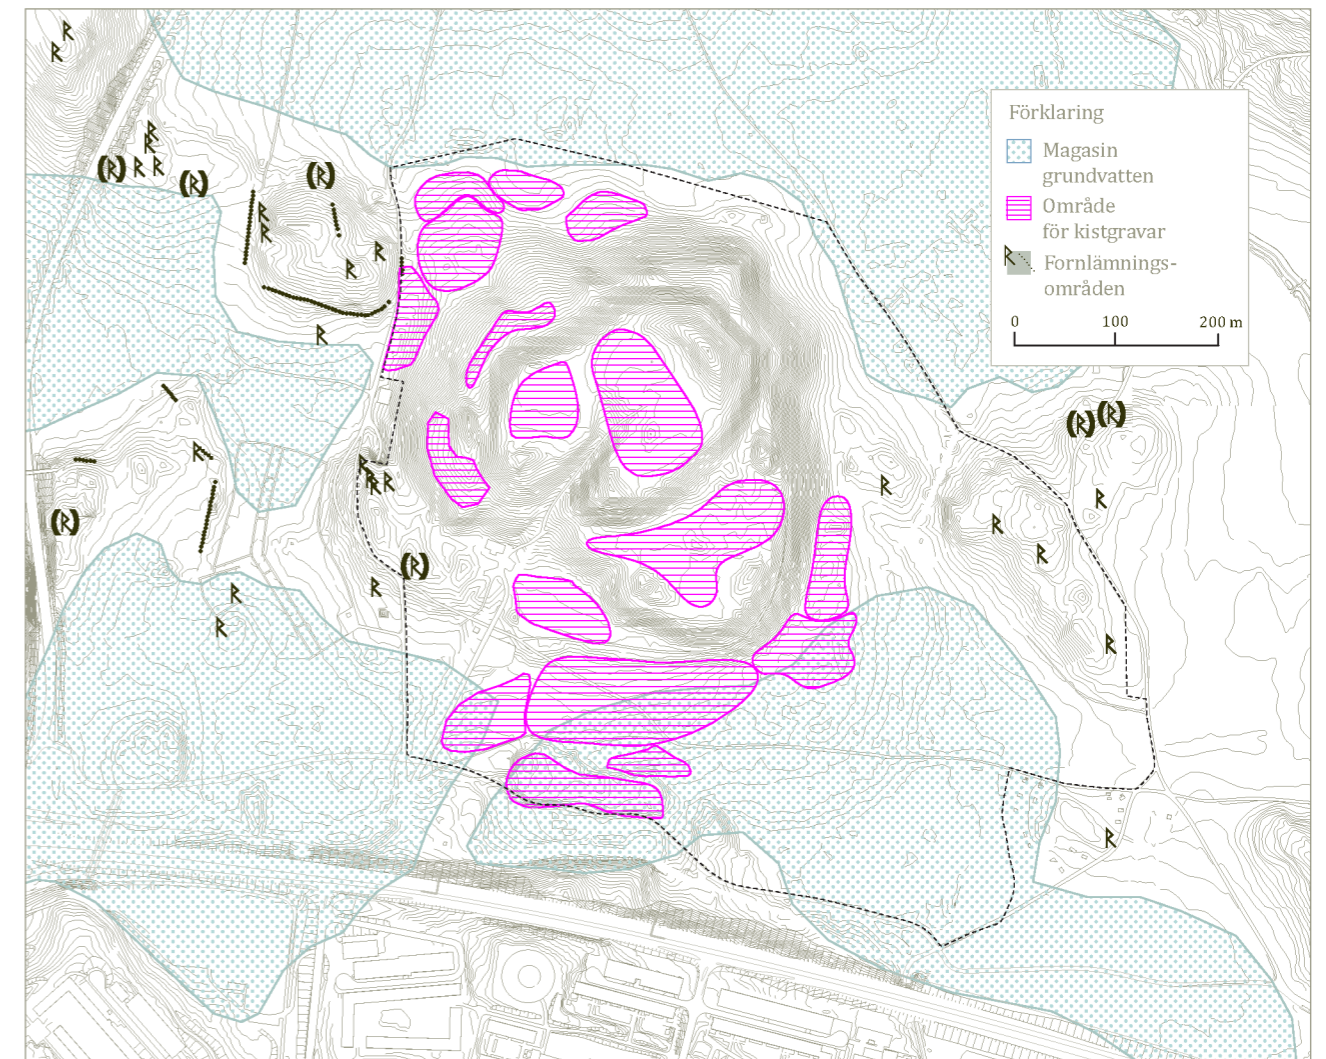 Förklaring
Magasin
grundvatten
Område
för kistgravar
R
Fornlämnings-
områden
0 100 200 m
R
R
R
R
(R) R R
(R)
(R)
R
R
R
R
R
R
(R)
R
R
R
R
R
(R)
R
R
R
(R) (R)
R
R
R
R
R
R